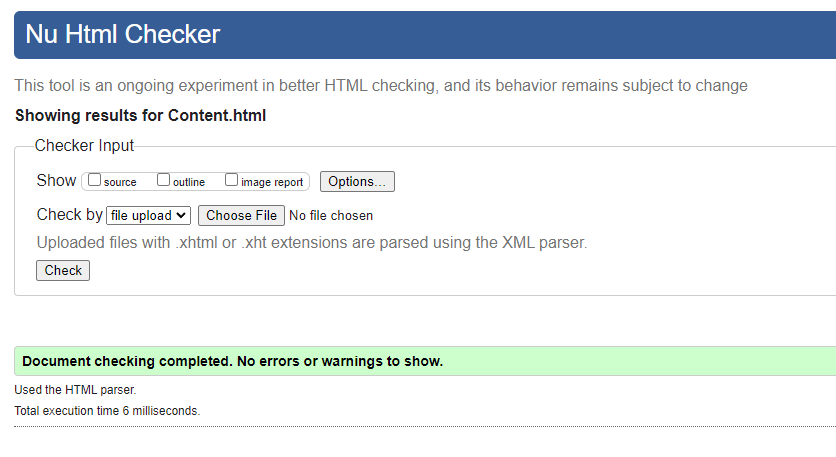 Nu Html Checker
This tool is an ongoing experiment in better HTML checking, and its behavior remains subject to change
Showing results for Content.html
Checker Input
Show source outline image report Options...
Check by file upload Choose File No file chosen
Uploaded files with .xhtml or .xht extensions are parsed using the XML parser.
Check
Document checking completed. No errors or warnings to show.
Used the HTML parser.
Total execution time 6 milliseconds.